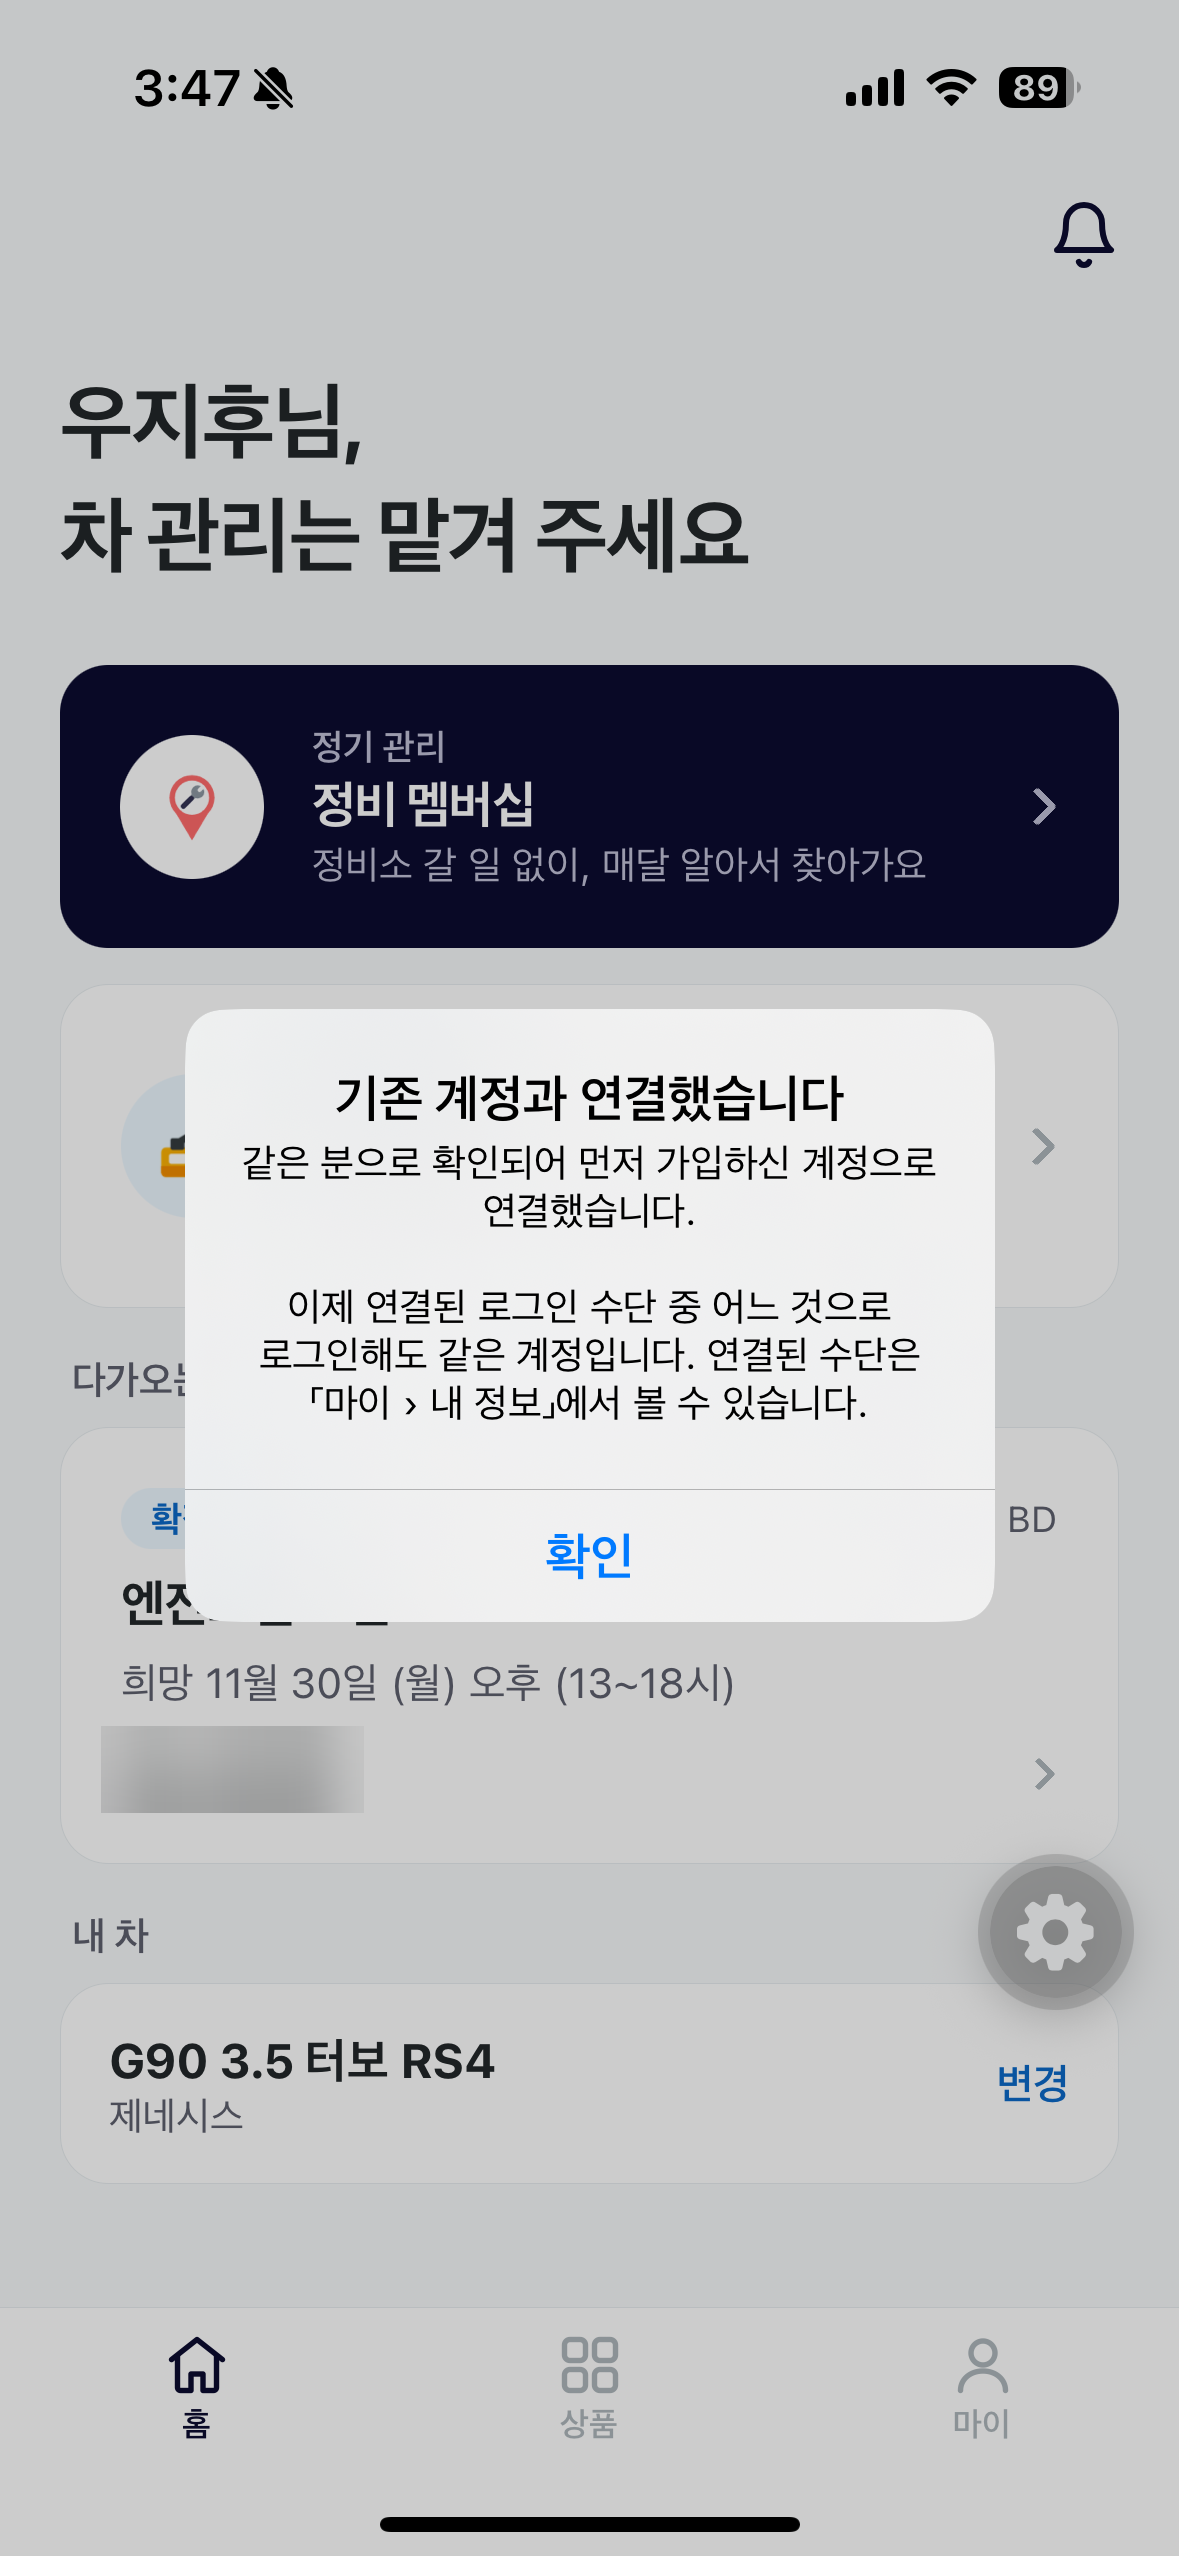 3:47
89
우지후님,
차 관리는 맡겨 주세요
정기 관리
정비 멤버십
정비소 갈 일 없이, 매달 알아서 찾아가요
기존 계정과 연결했습니다
같은 분으로 확인되어 먼저 가입하신 계정으로
연결했습니다.
이제 연결된 로그인 수단 중 어느 것으로
로그인해도 같은 계정입니다. 연결된 수단은
「마이 › 내 정보」에서 볼 수 있습니다.
확인
다가오는
BD
희망 11월 30일 (월) 오후 (13~18시)
내 차
G90 3.5 터보 RS4
제네시스
변경
홈
상품
마이